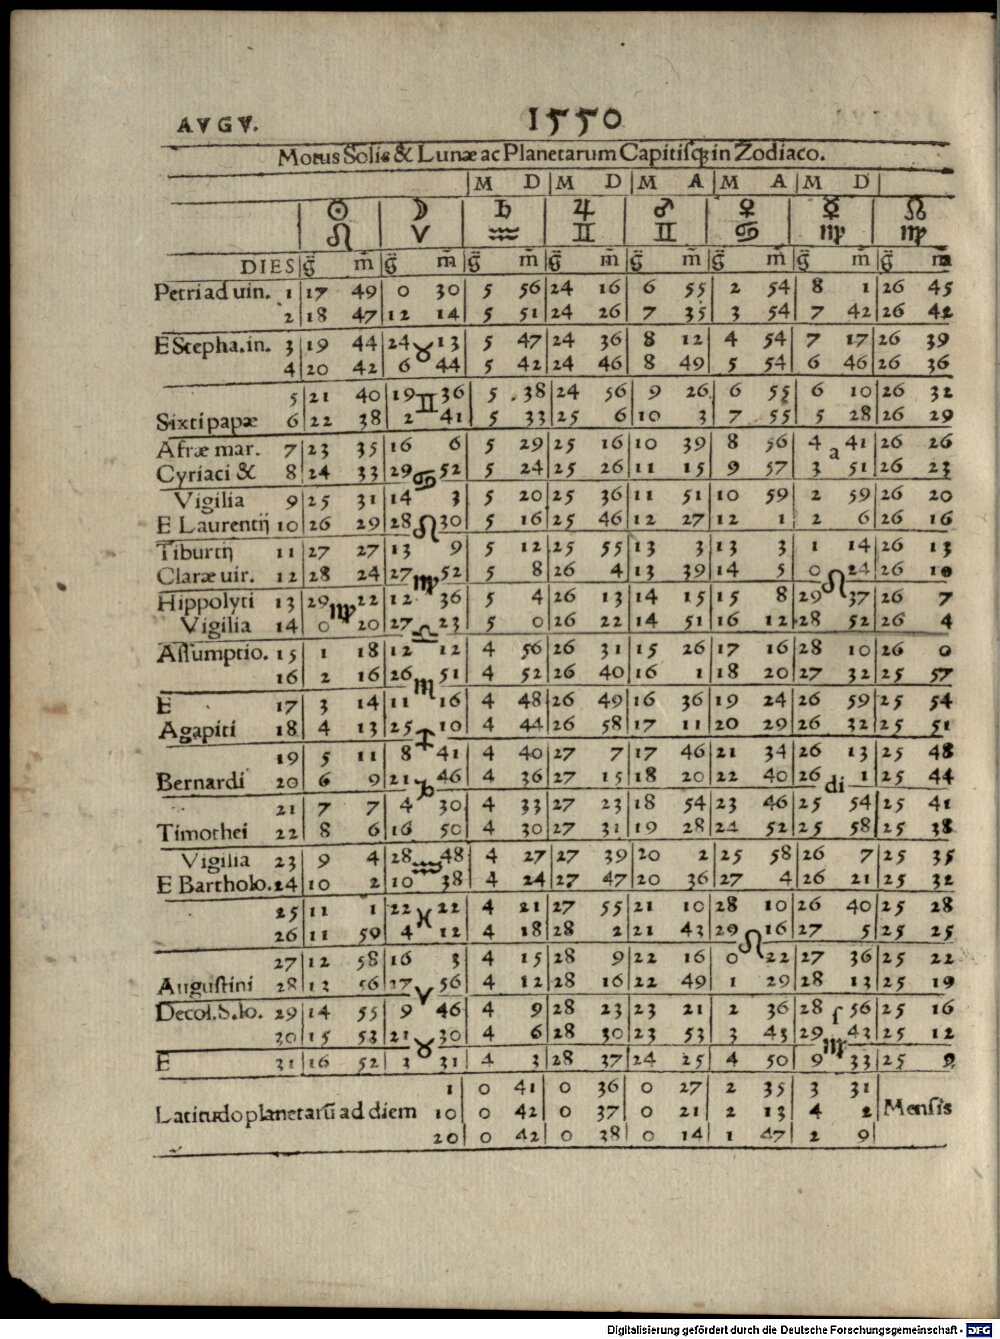 AVGV. 1550
Motus Solis & Lunæ ac Planetarum Capitisq; in Zodiaco.
M D M D M A M A M D
☉ ☽ ♄ ♃ ♂ ♀ ☿ ☊
♌ ♈ ♒ ♊ ♊ ♋ ♍ ♍
DIES g̃ m̃ g̃ m̃ g̃ m̃ g̃ m̃ g̃ m̃ g̃ m̃ g̃ m̃ g̃ m̃
Petri ad uin. 1 17 49 0 30 5 56 24 16 6 55 2 54 8 1 26 45
2 18 47 12 14 5 51 24 26 7 35 3 54 7 42 26 42
E Stepha. in. 3 19 44 24 ♉ 13 5 47 24 36 8 12 4 54 7 17 26 39
4 20 42 6 44 5 42 24 46 8 49 5 54 6 46 26 36
5 21 40 19 ♊ 36 5 38 24 56 9 26 6 55 6 10 26 32
Sixti papæ 6 22 38 2 41 5 33 25 6 10 3 7 55 5 28 26 29
Afræ mar. 7 23 35 16 6 5 29 25 16 10 39 8 56 4 a 41 26 26
Cyriaci & 8 24 33 29 ♋ 52 5 24 25 26 11 15 9 57 3 51 26 23
Vigilia 9 25 31 14 3 5 20 25 36 11 51 10 59 2 59 26 20
E Laurentij 10 26 29 28 ♌ 30 5 16 25 46 12 27 12 1 2 6 26 16
Tiburtij 11 27 27 13 9 5 12 25 55 13 3 13 3 1 14 26 13
Claræ uir. 12 28 24 27 ♍ 52 5 8 26 4 13 39 14 5 0 ♌ 24 26 10
Hippolyti 13 29 ♍ 22 12 36 5 4 26 13 14 15 15 8 29 37 26 7
Vigilia 14 0 20 27 ♎ 23 5 0 26 22 14 51 16 12 28 52 26 4
Assumptio. 15 1 18 12 12 4 56 26 31 15 26 17 16 28 10 26 0
16 2 16 26 ♏ 51 4 52 26 40 16 1 18 20 27 32 25 57
E 17 3 14 11 16 4 48 26 49 16 36 19 24 26 59 25 54
Agapiti 18 4 13 25 ♐ 10 4 44 26 58 17 11 20 29 26 32 25 51
19 5 11 8 41 4 40 27 7 17 46 21 34 26 13 25 48
Bernardi 20 6 9 21 ♑ 46 4 36 27 15 18 20 22 40 26 di 1 25 44
21 7 7 4 30 4 33 27 23 18 54 23 46 25 54 25 41
Timothei 22 8 6 16 50 4 30 27 31 19 28 24 52 25 58 25 38
Vigilia 23 9 4 28 ♒ 48 4 27 27 39 20 2 25 58 26 7 25 35
E Bartholo. 24 10 2 10 38 4 24 27 47 20 36 27 4 26 21 25 32
25 11 1 22 ♓ 22 4 21 27 55 21 10 28 10 26 40 25 28
26 11 59 4 12 4 18 28 2 21 43 29 ♌ 16 27 5 25 25
27 12 58 16 3 4 15 28 9 22 16 0 22 27 36 25 22
Augustini 28 13 56 27 ♈ 56 4 12 28 16 22 49 1 29 28 13 25 19
Decol. S. Io. 29 14 55 9 46 4 9 28 23 23 21 2 36 28 ſ 56 25 16
30 15 53 21 ♉ 30 4 6 28 30 23 53 3 43 29 ♍ 43 25 12
E 31 16 52 3 31 4 3 28 37 24 25 4 50 9 33 25 9
1 0 41 0 36 0 27 2 35 3 31
Latitudo planetarũ ad diem 10 0 42 0 37 0 21 2 13 4 2 Mensis
20 0 42 0 38 0 14 1 47 2 9
Digitalisierung gefördert durch die Deutsche Forschungsgemeinschaft - DFG